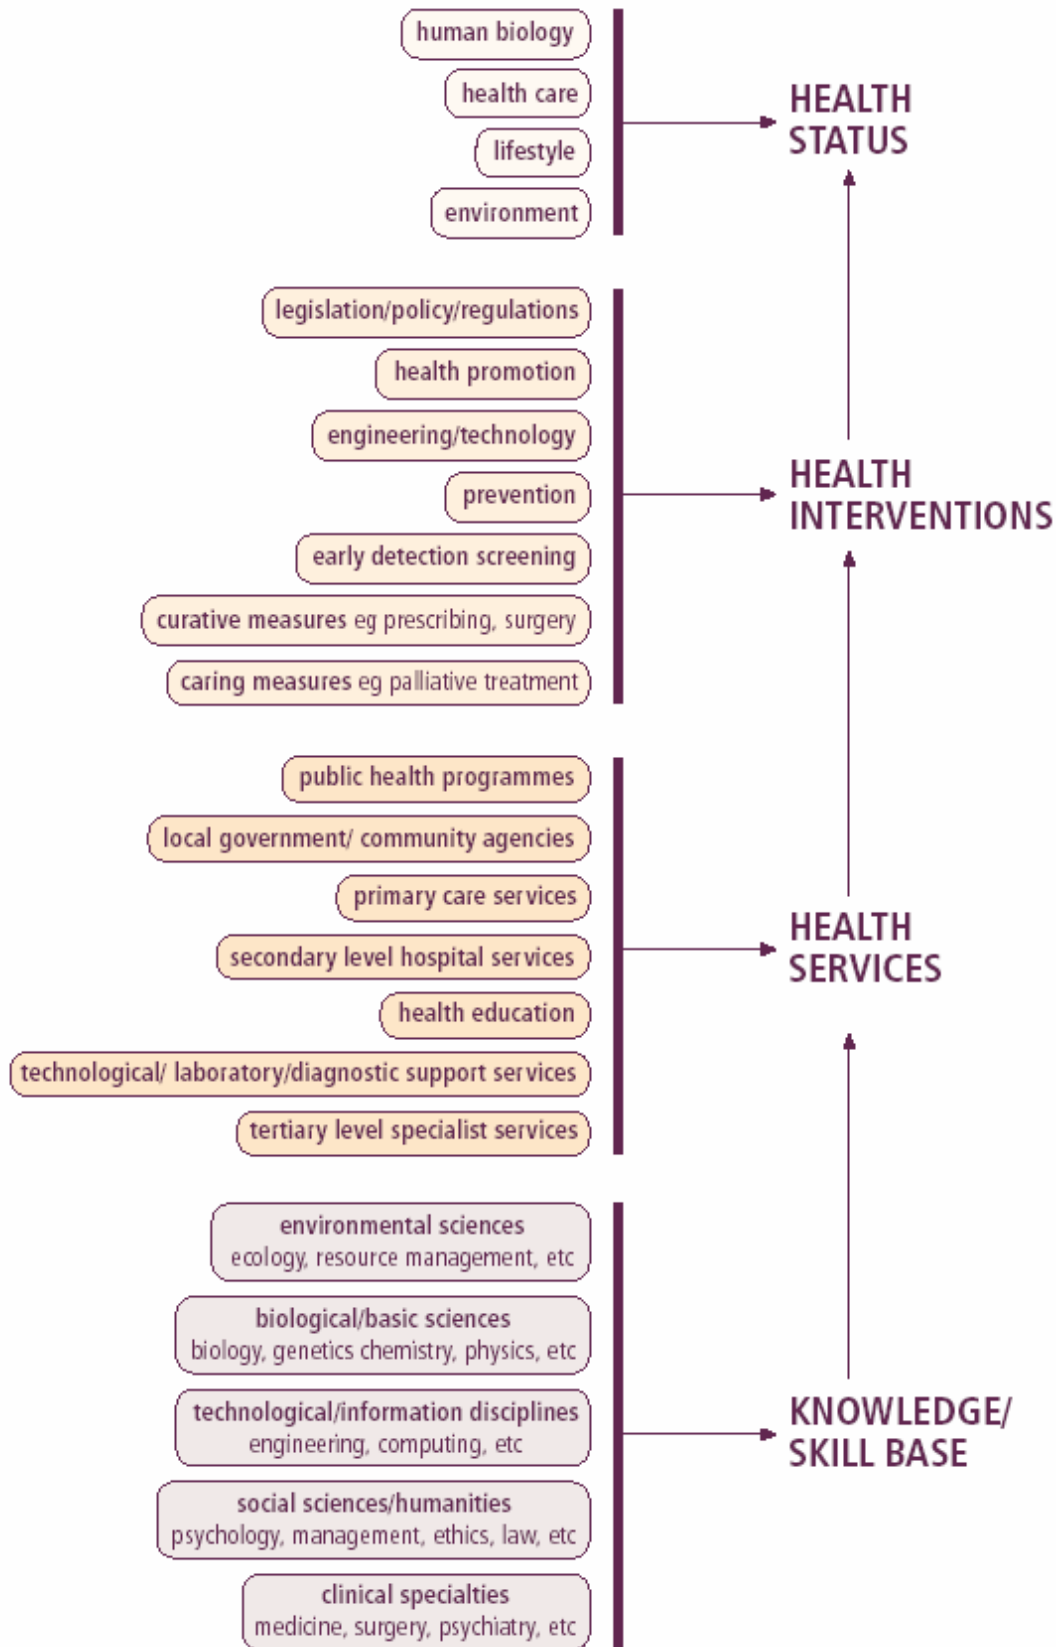 human biology
health care
lifestyle
environment
HEALTH
STATUS
legislation/policy/regulations
health promotion
engineering/technology
prevention
early detection screening
curative measures eg prescribing, surgery
caring measures eg palliative treatment
HEALTH
INTERVENTIONS
public health programmes
local government/ community agencies
primary care services
secondary level hospital services
health education
technological/ laboratory/diagnostic support services
tertiary level specialist services
HEALTH
SERVICES
environmental sciences
ecology, resource management, etc
biological/basic sciences
biology, genetics chemistry, physics, etc
technological/information disciplines
engineering, computing, etc
social sciences/humanities
psychology, management, ethics, law, etc
clinical specialties
medicine, surgery, psychiatry, etc
KNOWLEDGE/
SKILL BASE